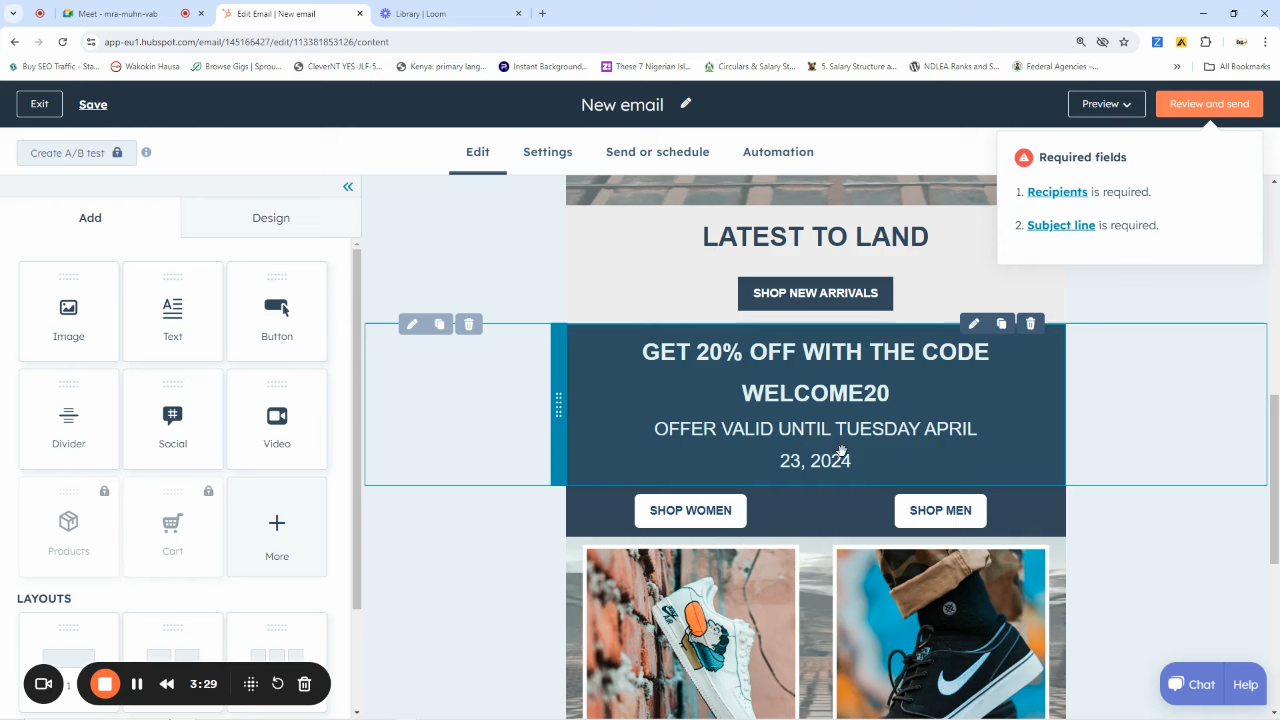 Meet – mra-muhn-wbd
Edit Email | HubSpot
Library | Loom
app-eu1.hubspot.com/email/145166427/edit/113381853126/content
Buy SEO Traffic - Sta...
Wakokin Hausa
Browse Gigs | Sprou...
CleverNT YES-JLF-5...
Kenya: primary lang...
Instant Background...
These 7 Nigerian Isl...
Circulars & Salary St...
5. Salary Structure a...
NDLEA Ranks and S...
Federal Agencies –...
»
All Bookmarks
Exit
Save
New email
Preview
Review and send
Create A/B test
Edit
Settings
Send or schedule
Automation
Required fields
1. Recipients is required.
2. Subject line is required.
Add
Design
Image
Text
Button
Divider
Social
Video
Products
Cart
More
LAYOUTS
LATEST TO LAND
SHOP NEW ARRIVALS
GET 20% OFF WITH THE CODE
WELCOME20
OFFER VALID UNTIL TUESDAY APRIL
23, 2024
SHOP WOMEN
SHOP MEN
1
3:29
Chat
Help